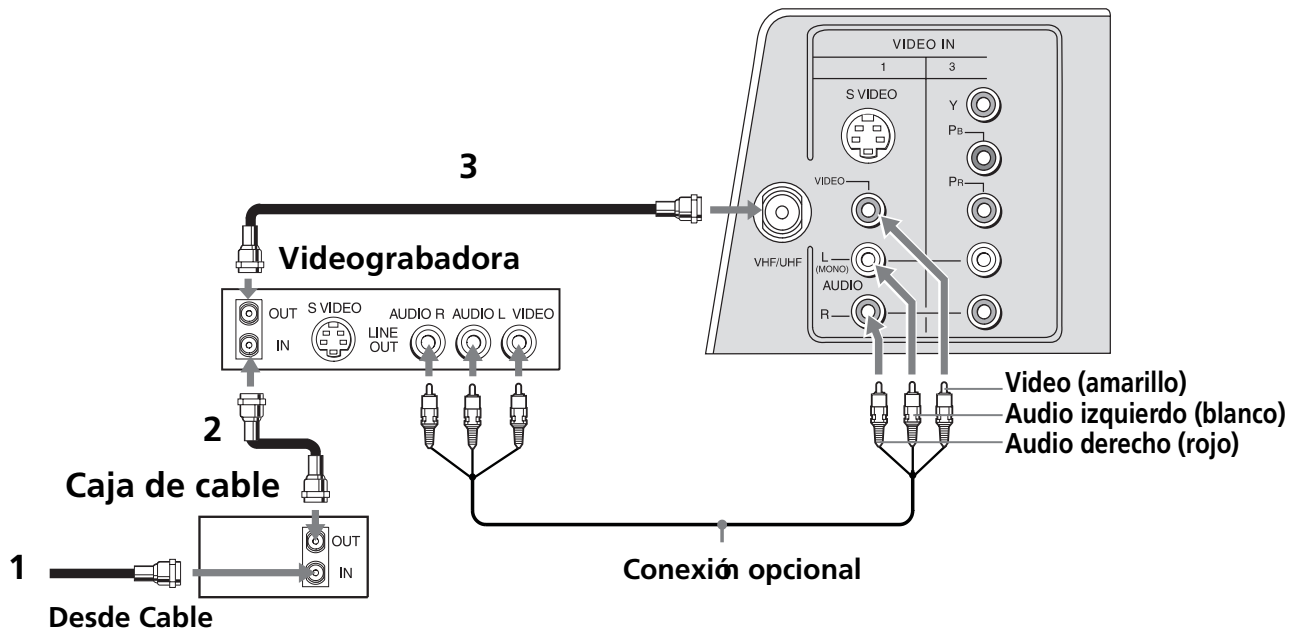 VIDEO IN
1 3
S VIDEO
Y
PB
PR
VIDEO
VHF/UHF
L
(MONO)
AUDIO
R
3
Videograbadora
OUT
IN
S VIDEO
LINE
OUT
AUDIO R AUDIO L VIDEO
Video (amarillo)
Audio izquierdo (blanco)
Audio derecho (rojo)
2
Caja de cable
OUT
IN
1
Desde Cable
Conexión opcional